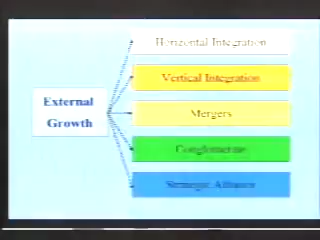 External
Growth
Horizontal Integration
Vertical Integration
Mergers
Conglomerate
Strategic Alliance